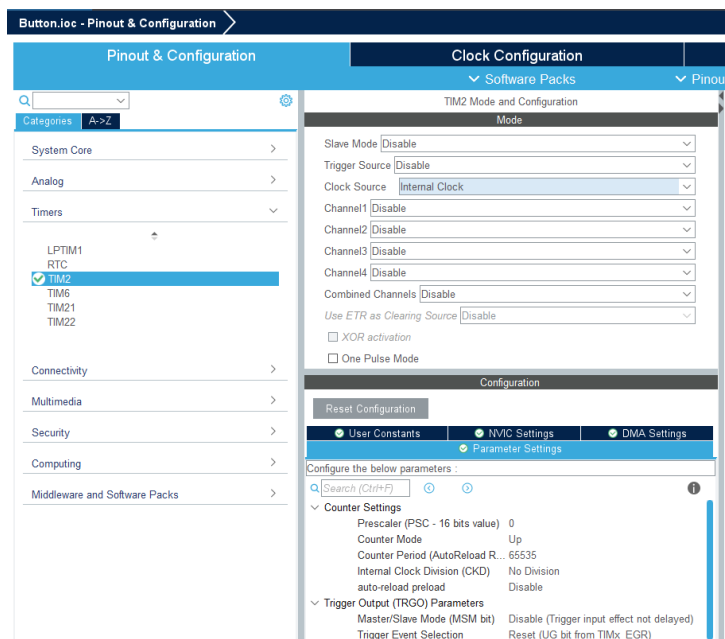 Button.ioc - Pinout & Configuration
Pinout & Configuration
Clock Configuration
Software Packs
Pinou
Categories
A->Z
System Core
Analog
Timers
LPTIM1
RTC
TIM2
TIM6
TIM21
TIM22
Connectivity
Multimedia
Security
Computing
Middleware and Software Packs
TIM2 Mode and Configuration
Mode
Slave Mode Disable
Trigger Source Disable
Clock Source Internal Clock
Channel1 Disable
Channel2 Disable
Channel3 Disable
Channel4 Disable
Combined Channels Disable
Use ETR as Clearing Source Disable
XOR activation
One Pulse Mode
Configuration
Reset Configuration
User Constants
NVIC Settings
DMA Settings
Parameter Settings
Configure the below parameters :
Search (Ctrl+F)
Counter Settings
Prescaler (PSC - 16 bits value) 0
Counter Mode Up
Counter Period (AutoReload R... 65535
Internal Clock Division (CKD) No Division
auto-reload preload Disable
Trigger Output (TRGO) Parameters
Master/Slave Mode (MSM bit) Disable (Trigger input effect not delayed)
Trigger Event Selection Reset (UG bit from TIMx_EGR)